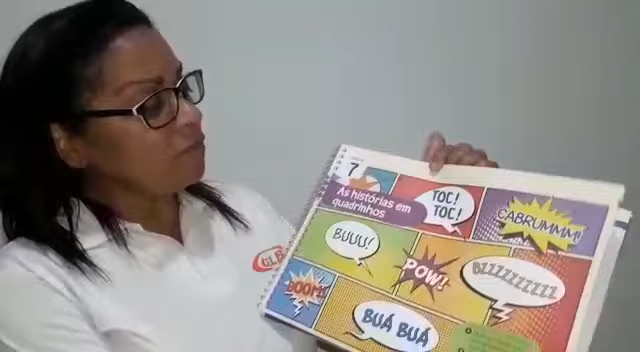 7
As histórias em
quadrinhos
TOC!
TOC!
CABRUMMM!
BUUU!
POW!
BZZZZZZZZZ
BOOM!
BUÁ BUÁ